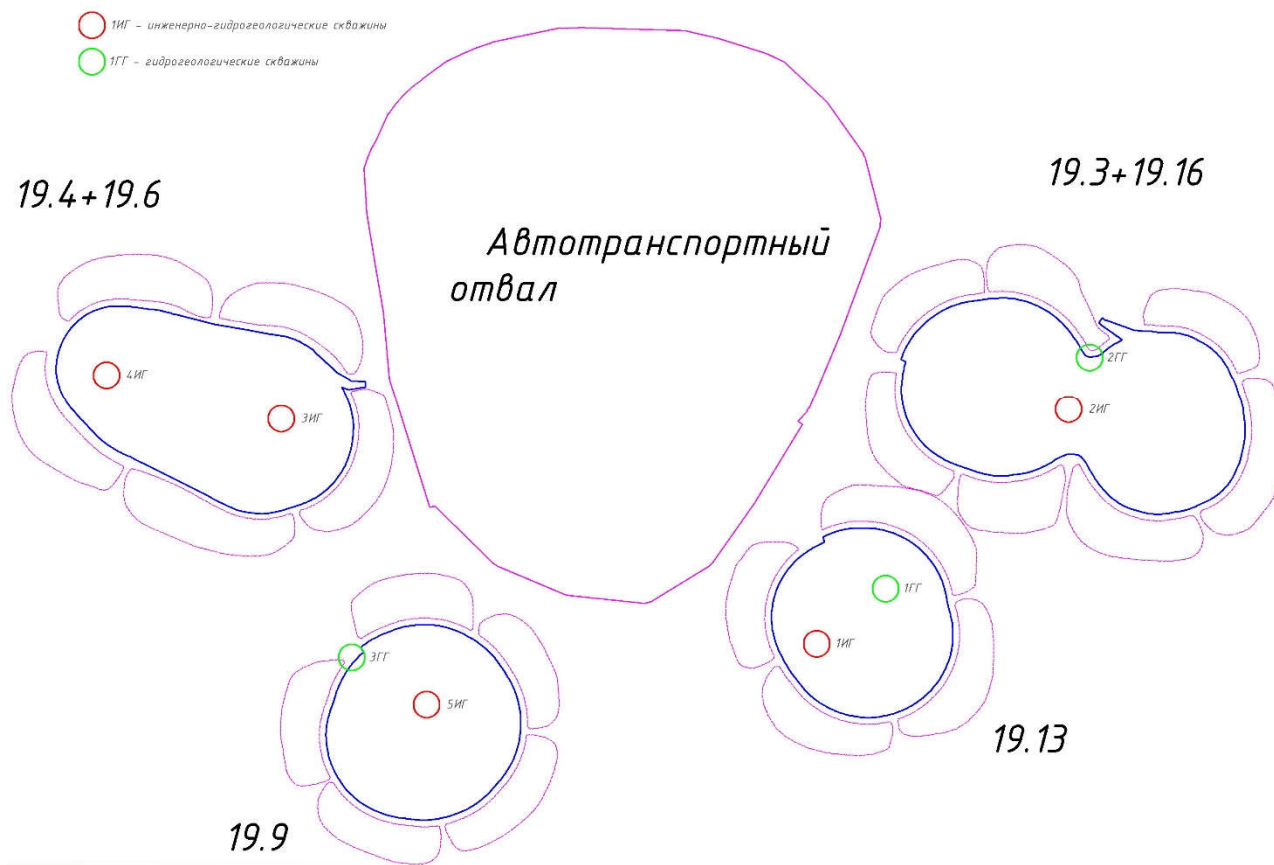 1ИГ - инженерно-гидрогеологические скважины
1ГГ - гидрогеологические скважины
19.4+19.6
19.3+19.16
Автотранспортный
отвал
4ИГ
3ИГ
2ГГ
2ИГ
1ГГ
1ИГ
3ГГ
5ИГ
19.13
19.9